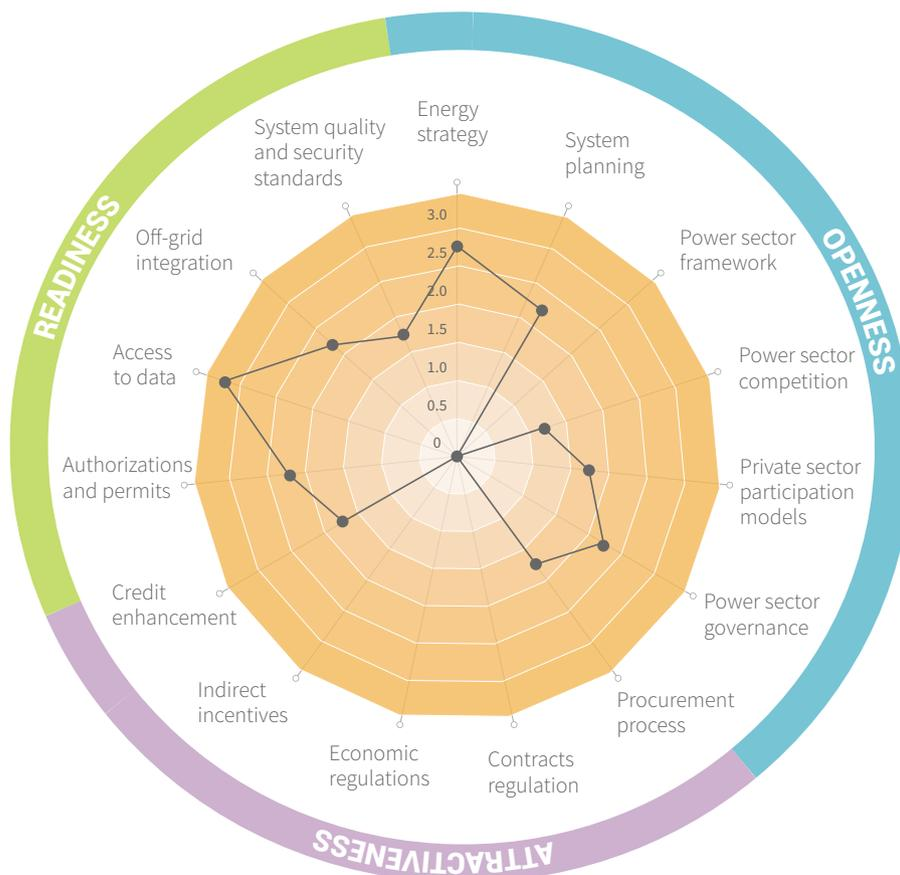 READINESS
OPENNESS
ATTRACTIVENESS
Energy
strategy
System
planning
Power sector
framework
Power sector
competition
Private sector
participation
models
Power sector
governance
Procurement
process
Contracts
regulation
Economic
regulations
Indirect
incentives
Credit
enhancement
Authorizations
and permits
Access
to data
Off-grid
integration
System quality
and security
standards
3.0
2.5
2.0
1.5
1.0
0.5
0